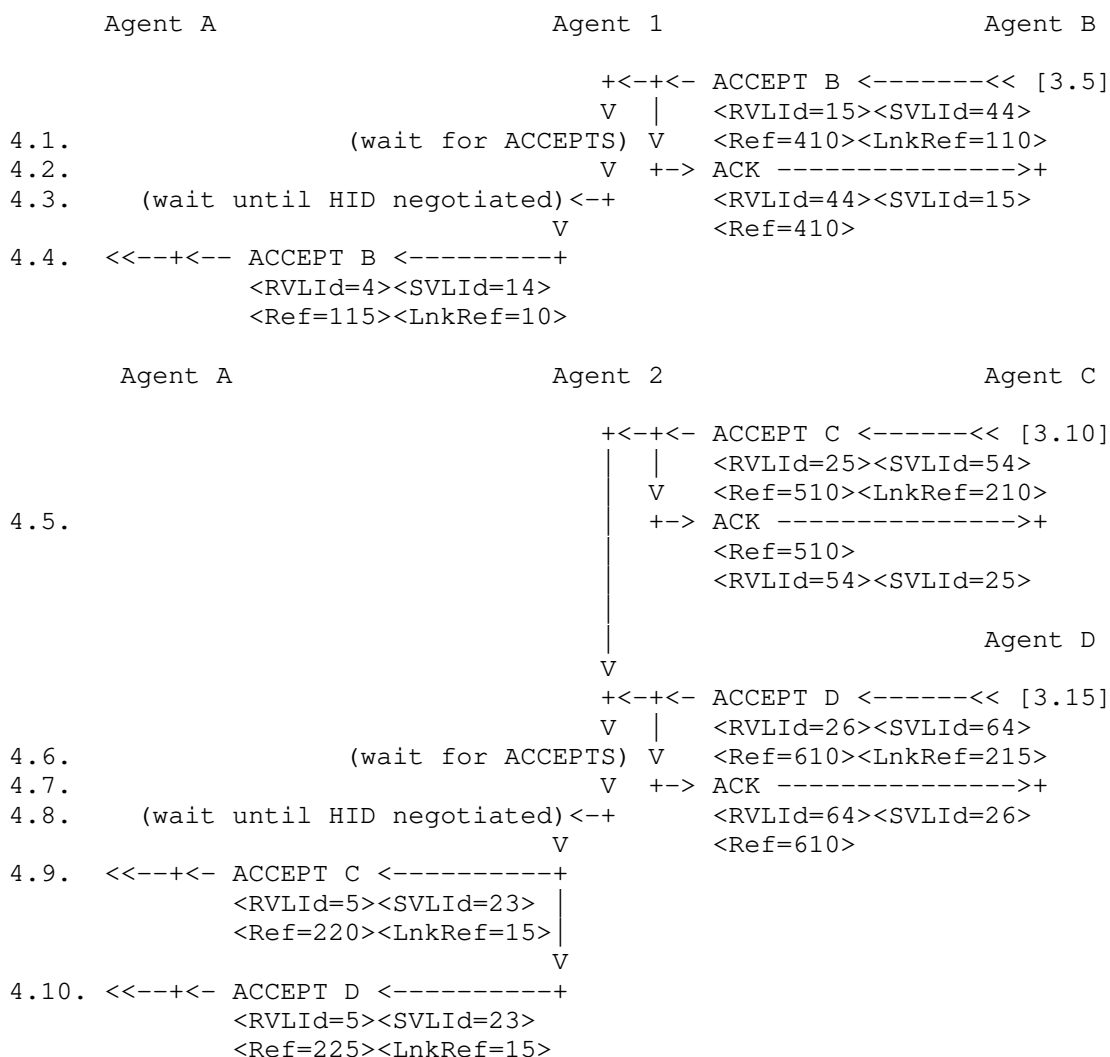 Agent A                      Agent 1                     Agent B

                                      +<-+<- ACCEPT B <-------<< [3.5]
                                      V  |   <RVLId=15><SVLId=44>
4.1.                  (wait for ACCEPTS) V   <Ref=410><LnkRef=110>
4.2.                                  V  +-> ACK --------------->+
4.3.    (wait until HID negotiated)<-+       <RVLId=44><SVLId=15>
                                   V         <Ref=410>
4.4.  <<--+<-- ACCEPT B <---------+
               <RVLId=4><SVLId=14>
               <Ref=115><LnkRef=10>

       Agent A                     Agent 2                     Agent C

                                      +<-+<- ACCEPT C <------<< [3.10]
                                      |  |   <RVLId=25><SVLId=54>
                                      |  V   <Ref=510><LnkRef=210>
4.5.                                  |  +-> ACK --------------->+
                                      |      <Ref=510>
                                      |      <RVLId=54><SVLId=25>
                                      |
                                      |                        Agent D
                                      V
                                      +<-+<- ACCEPT D <------<< [3.15]
                                      V  |   <RVLId=26><SVLId=64>
4.6.                  (wait for ACCEPTS) V   <Ref=610><LnkRef=215>
4.7.                                  V  +-> ACK --------------->+
4.8.    (wait until HID negotiated)<-+       <RVLId=64><SVLId=26>
                                   V         <Ref=610>
4.9.  <<--+<- ACCEPT C <----------+
              <RVLId=5><SVLId=23> |
              <Ref=220><LnkRef=15>|
                                  V
4.10. <<--+<- ACCEPT D <----------+
              <RVLId=5><SVLId=23>
              <Ref=225><LnkRef=15>